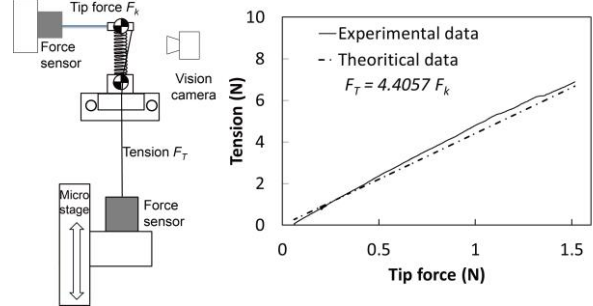 Tip force Fk
Force
sensor
Vision
camera
Tension FT
Micro
stage
Force
sensor
10
8
6
4
2
0
Tension (N)
Experimental data
Theoritical data
FT = 4.4057 Fk
0
0.5
1
1.5
Tip force (N)